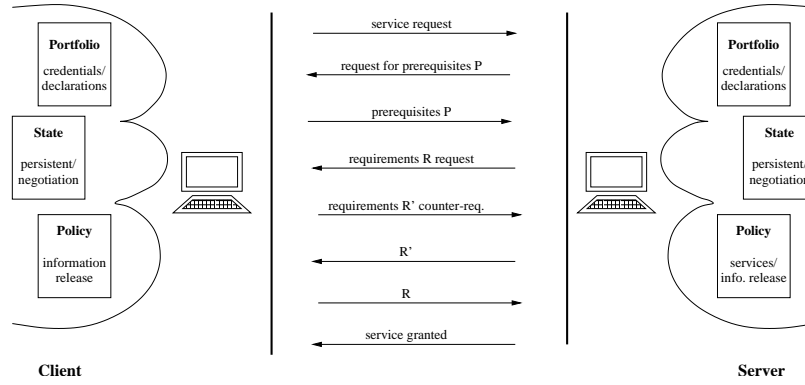 Portfolio
credentials/
declarations
State
persistent/
negotiation
Policy
information
release
Client
service request
request for prerequisites P
prerequisites P
requirements R request
requirements R' counter-req.
R'
R
service granted
Portfolio
credentials/
declarations
State
persistent/
negotiation
Policy
services/
info. release
Server